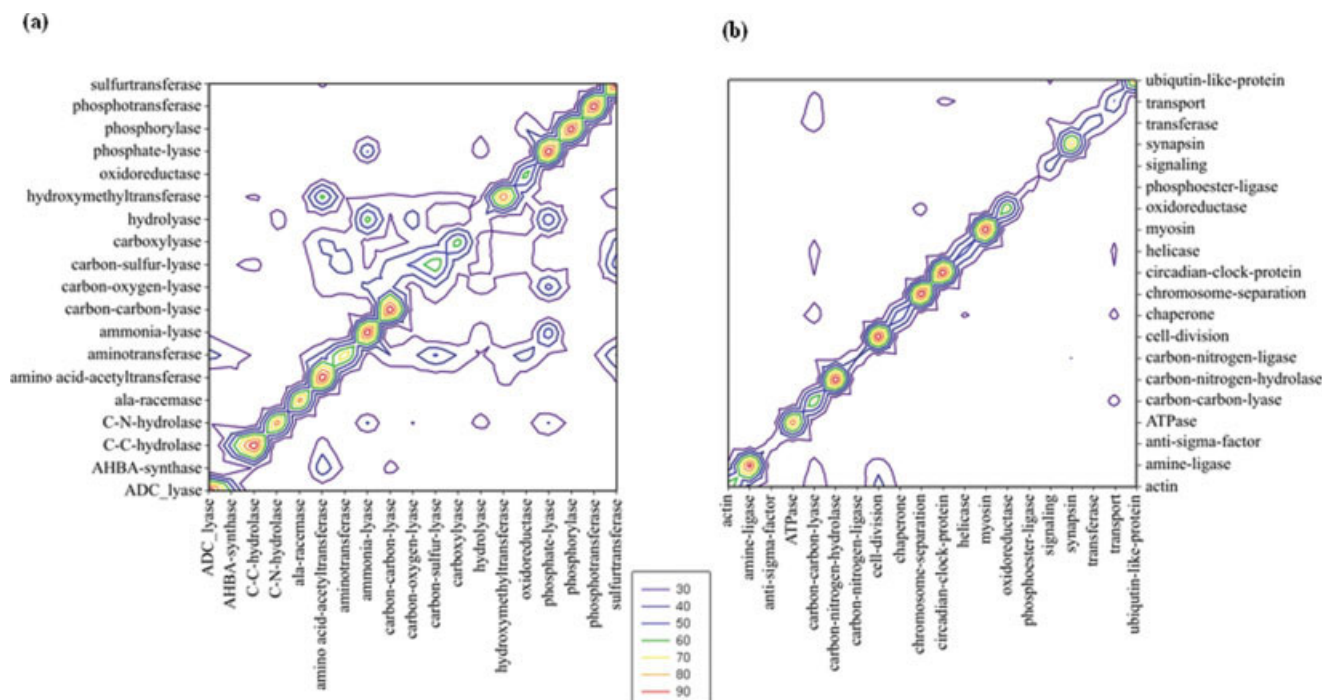 (a)
sulfurtransferase
phosphotransferase
phosphorylase
phosphate-lyase
oxidoreductase
hydroxymethyltransferase
hydrolyase
carboxylyase
carbon-sulfur-lyase
carbon-oxygen-lyase
carbon-carbon-lyase
ammonia-lyase
aminotransferase
amino acid-acetyltransferase
ala-racemase
C-N-hydrolase
C-C-hydrolase
AHBA-synthase
ADC_lyase
ADC_lyase
AHBA-synthase
C-C-hydrolase
C-N-hydrolase
ala-racemase
amino acid-acetyltransferase
aminotransferase
ammonia-lyase
carbon-carbon-lyase
carbon-oxygen-lyase
carbon-sulfur-lyase
carboxylyase
hydrolyase
hydroxymethyltransferase
oxidoreductase
phosphate-lyase
phosphorylase
phosphotransferase
sulfurtransferase
(b)
ubiqutin-like-protein
transport
transferase
synapsin
signaling
phosphoester-ligase
oxidoreductase
myosin
helicase
circadian-clock-protein
chromosome-separation
chaperone
cell-division
carbon-nitrogen-ligase
carbon-nitrogen-hydrolase
carbon-carbon-lyase
ATPase
anti-sigma-factor
amine-ligase
actin
actin
amine-ligase
anti-sigma-factor
ATPase
carbon-carbon-lyase
carbon-nitrogen-hydrolase
carbon-nitrogen-ligase
cell-division
chaperone
chromosome-separation
circadian-clock-protein
helicase
myosin
oxidoreductase
phosphoester-ligase
signaling
synapsin
transferase
transport
ubiqutin-like-protein
30
40
50
60
70
80
90